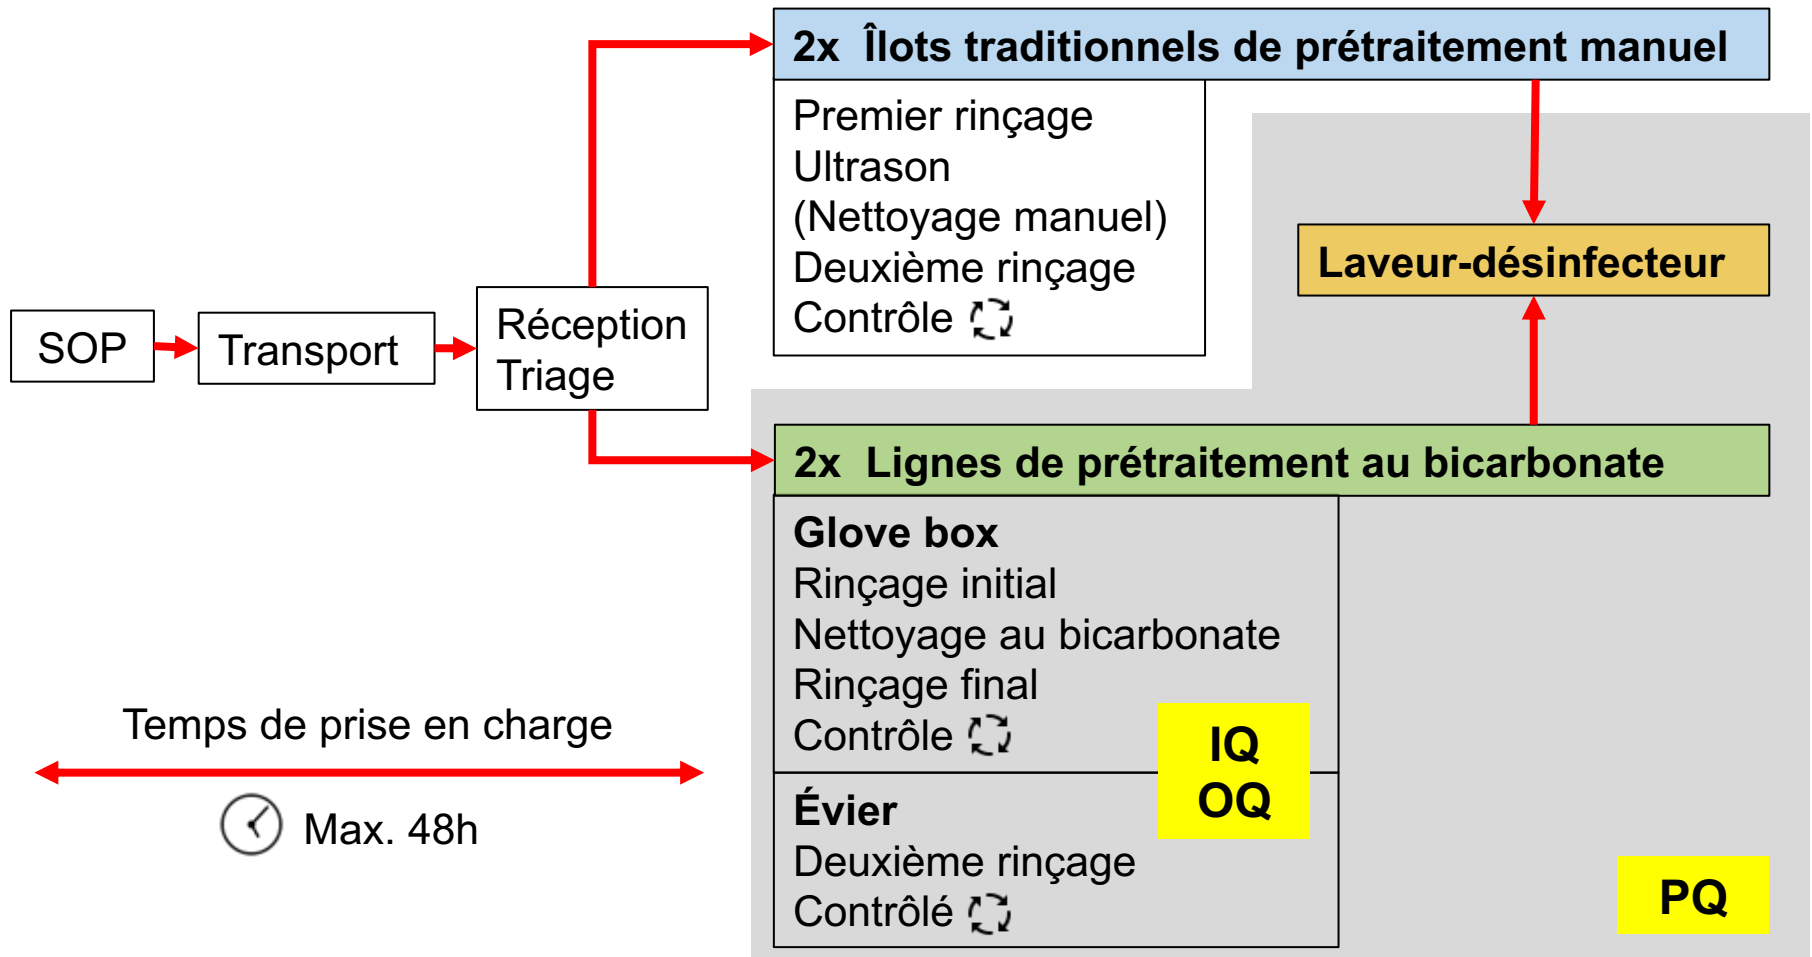 2x Îlots traditionnels de prétraitement manuel
Premier rinçage
Ultrason
(Nettoyage manuel)
Deuxième rinçage
Contrôle
Laveur-désinfecteur
SOP
Transport
Réception
Triage
2x Lignes de prétraitement au bicarbonate
Glove box
Rinçage initial
Nettoyage au bicarbonate
Rinçage final
Contrôle
IQ
OQ
Évier
Deuxième rinçage
Contrôlé
PQ
Temps de prise en charge
Max. 48h